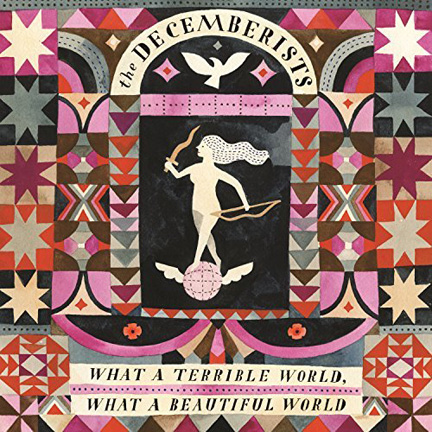 the DECEMBERISTS
WHAT A TERRIBLE WORLD,
WHAT A BEAUTIFUL WORLD